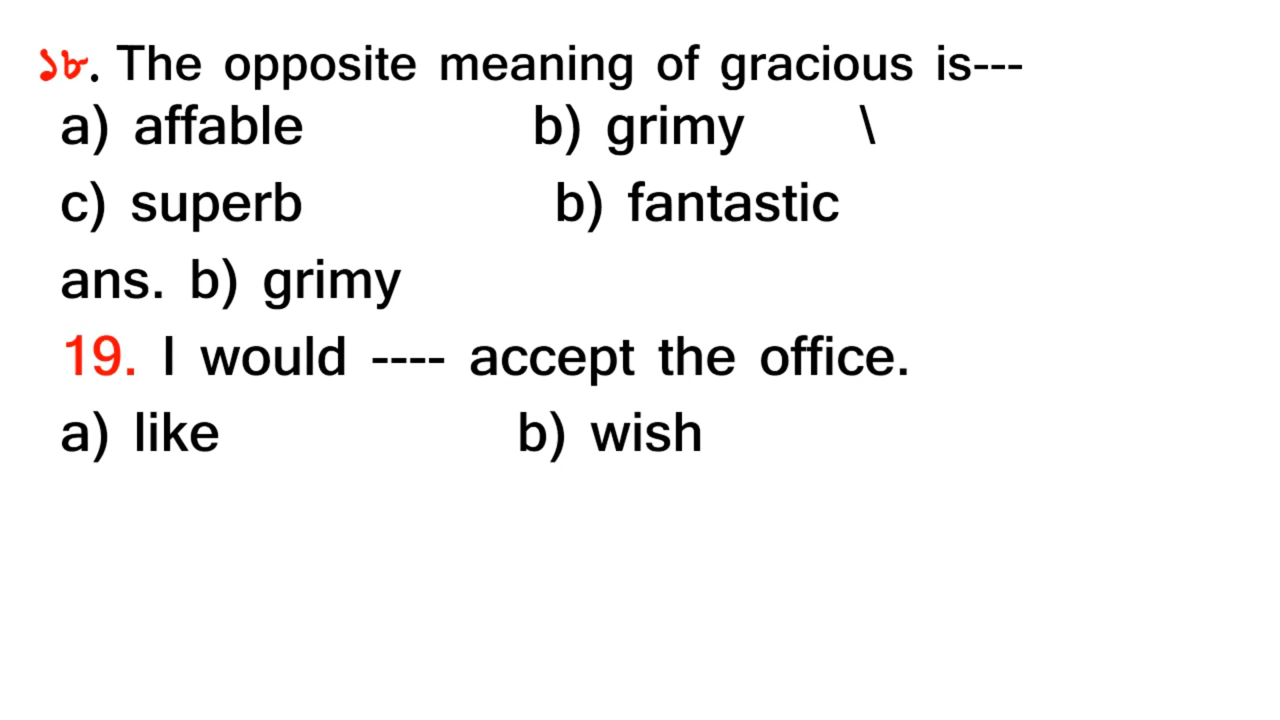 ১৮. The opposite meaning of gracious is---
a) affable b) grimy \
c) superb b) fantastic
ans. b) grimy
19. I would ---- accept the office.
a) like b) wish